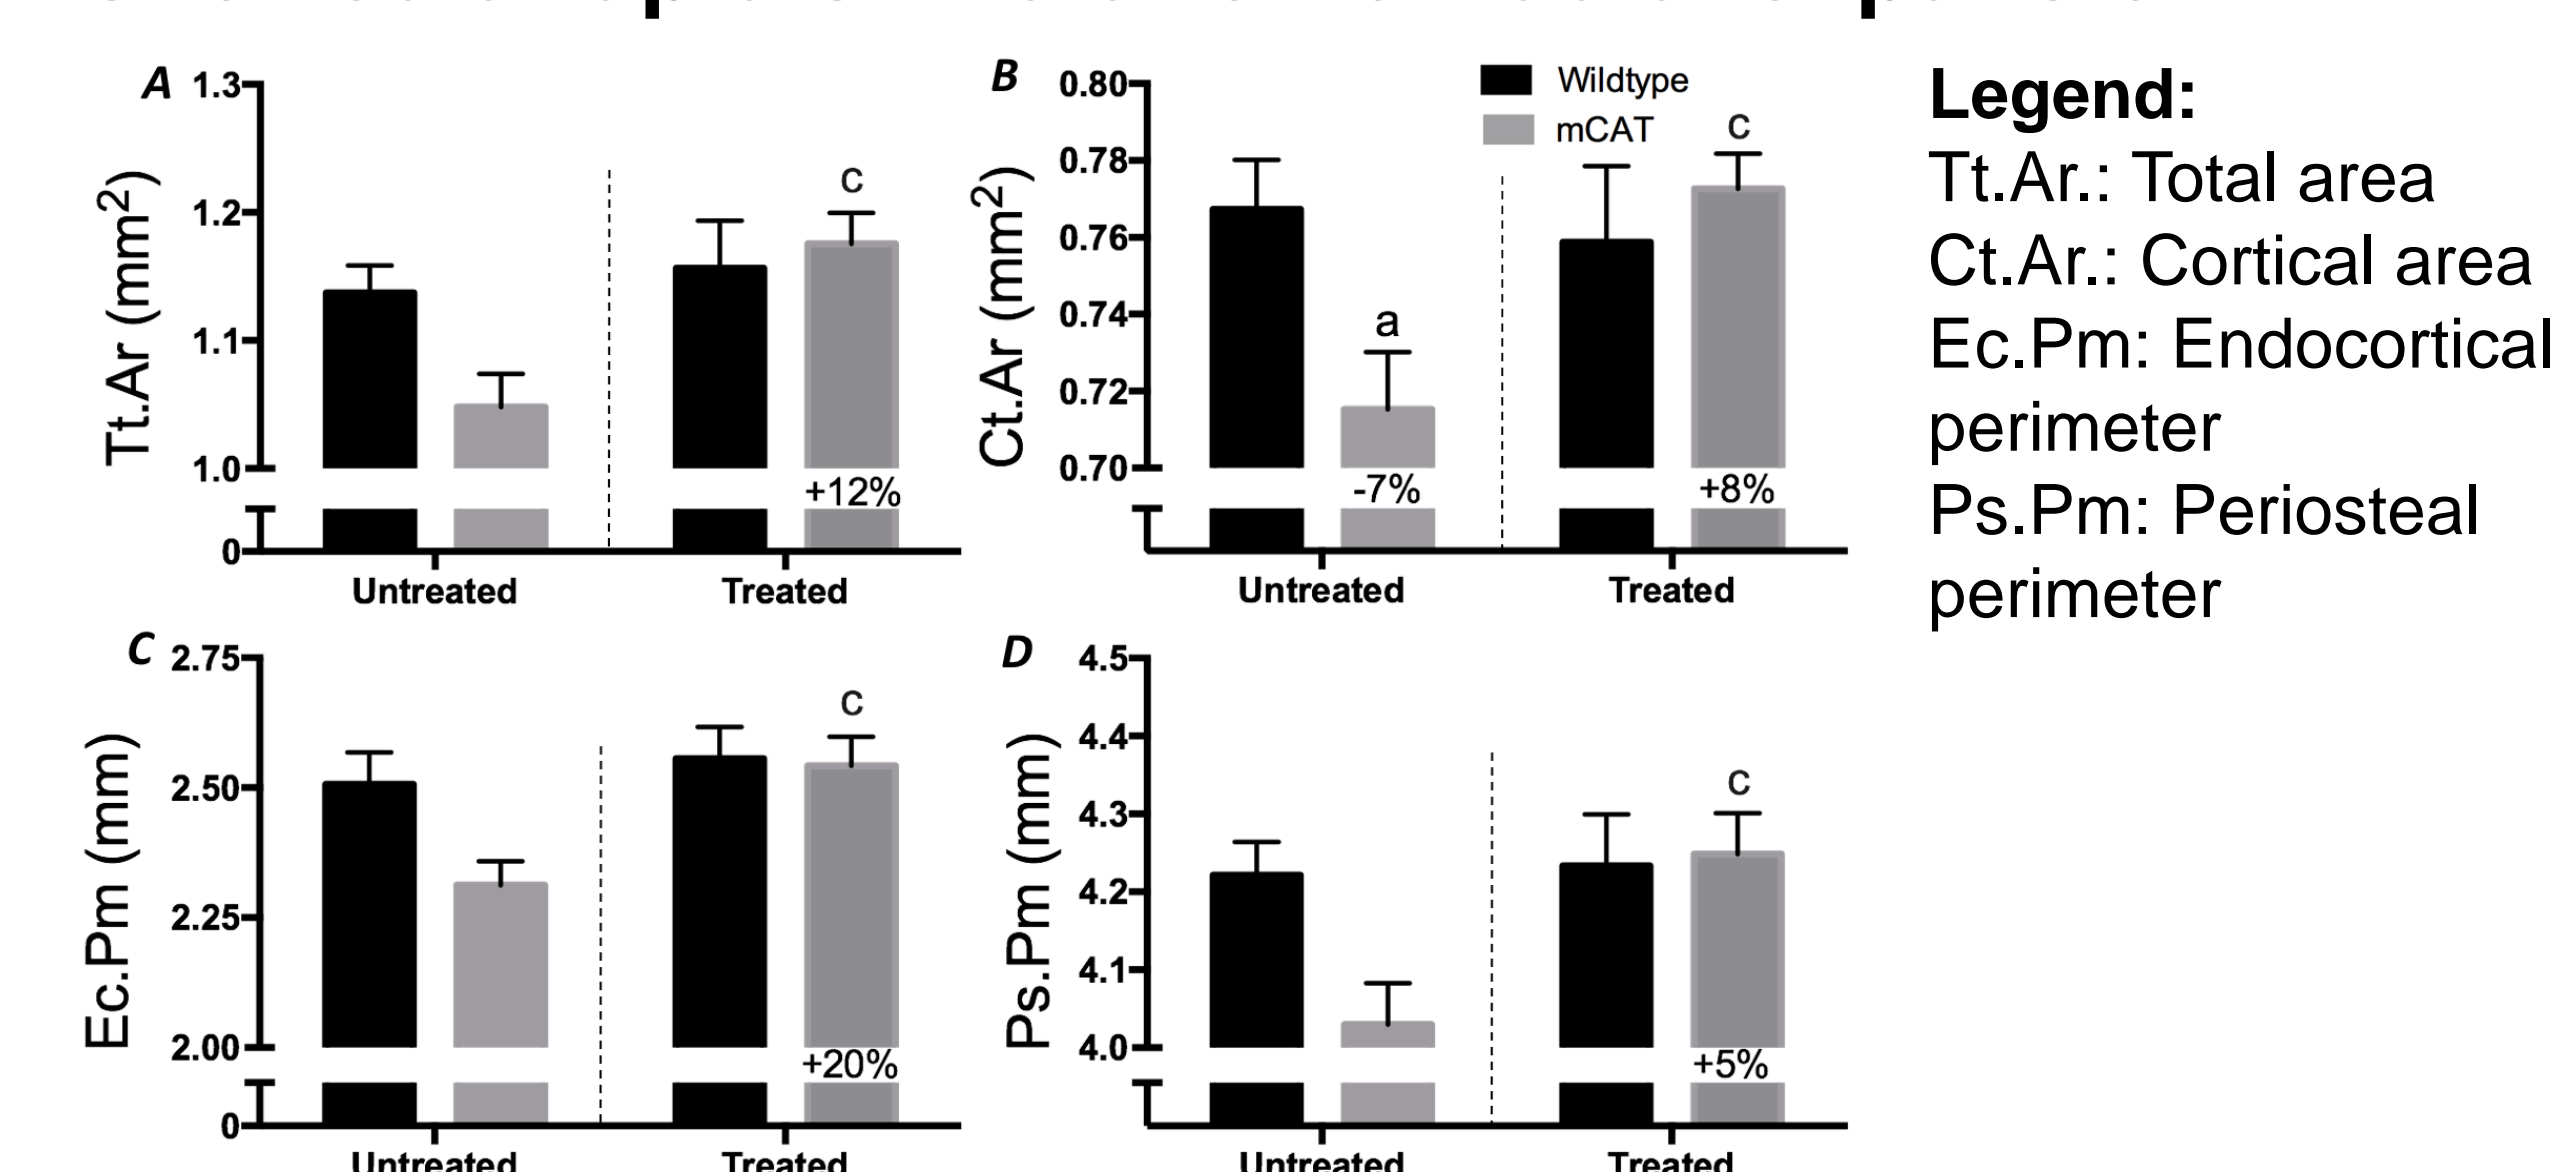 A
1.3
1.2
1.1
1.0
0
Tt.Ar (mm2)
c
+12%
Untreated
Treated
B
0.80
0.78
0.76
0.74
0.72
0.70
Ct.Ar (mm2)
Wildtype
mCAT
a
c
-7%
+8%
Untreated
Treated
Legend:
Tt.Ar.: Total area
Ct.Ar.: Cortical area
Ec.Pm: Endocortical
perimeter
Ps.Pm: Periosteal
perimeter
C
2.75
2.50
2.25
2.00
0
Ec.Pm (mm)
c
+20%
Untreated
Treated
D
4.5
4.4
4.3
4.2
4.1
4.0
Ps.Pm (mm)
c
+5%
Untreated
Treated